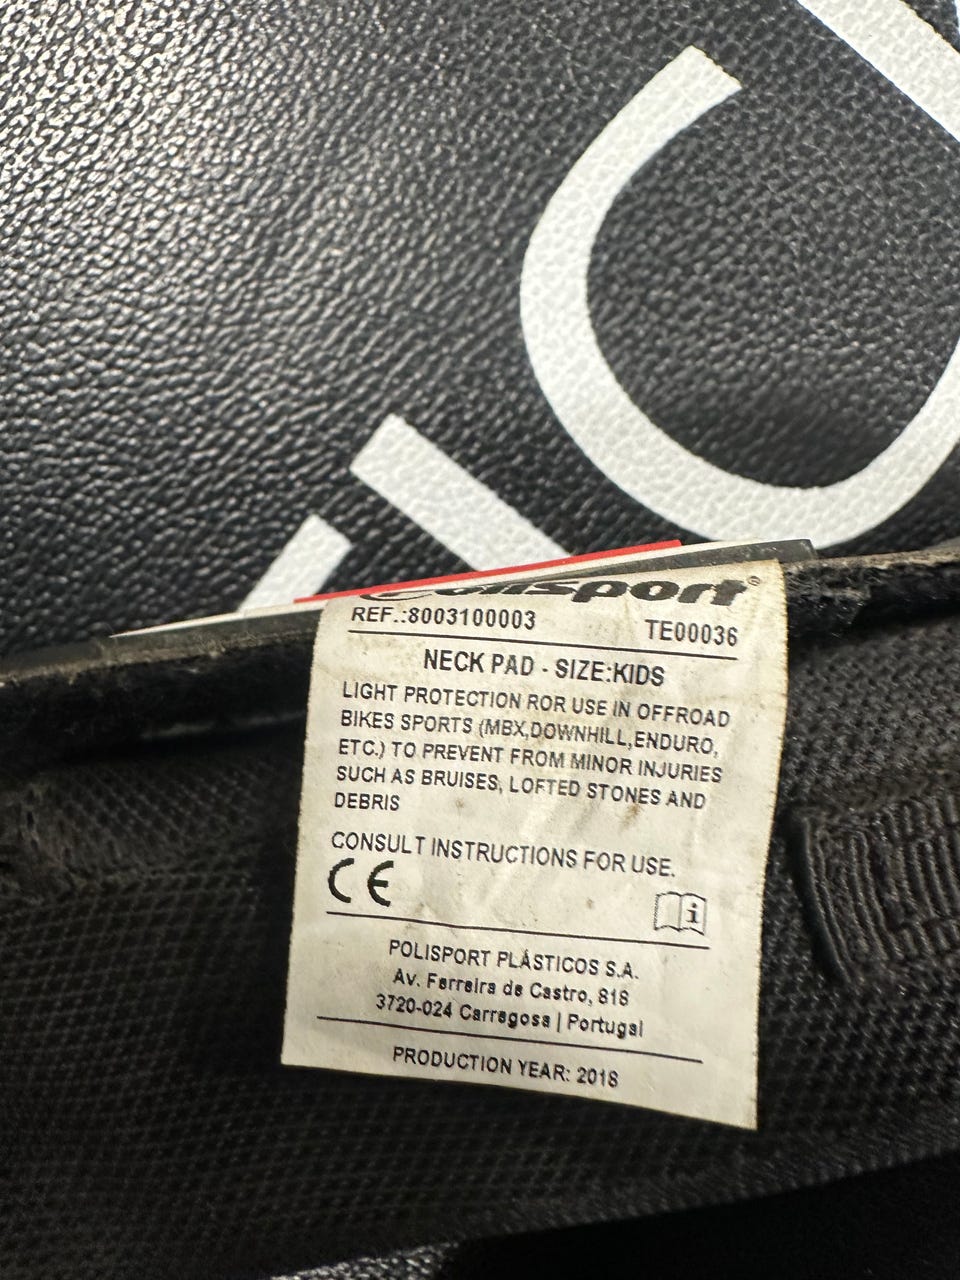 Polisport®
REF.:8003100003 TE00036
NECK PAD - SIZE:KIDS
LIGHT PROTECTION ROR USE IN OFFROAD
BIKES SPORTS (MBX,DOWNHILL,ENDURO,
ETC.) TO PREVENT FROM MINOR INJURIES
SUCH AS BRUISES, LOFTED STONES AND
DEBRIS
CONSULT INSTRUCTIONS FOR USE.
CE
i
POLISPORT PLÁSTICOS S.A.
Av. Ferreira de Castro, 818
3720-024 Carregosa | Portugal
PRODUCTION YEAR: 2018